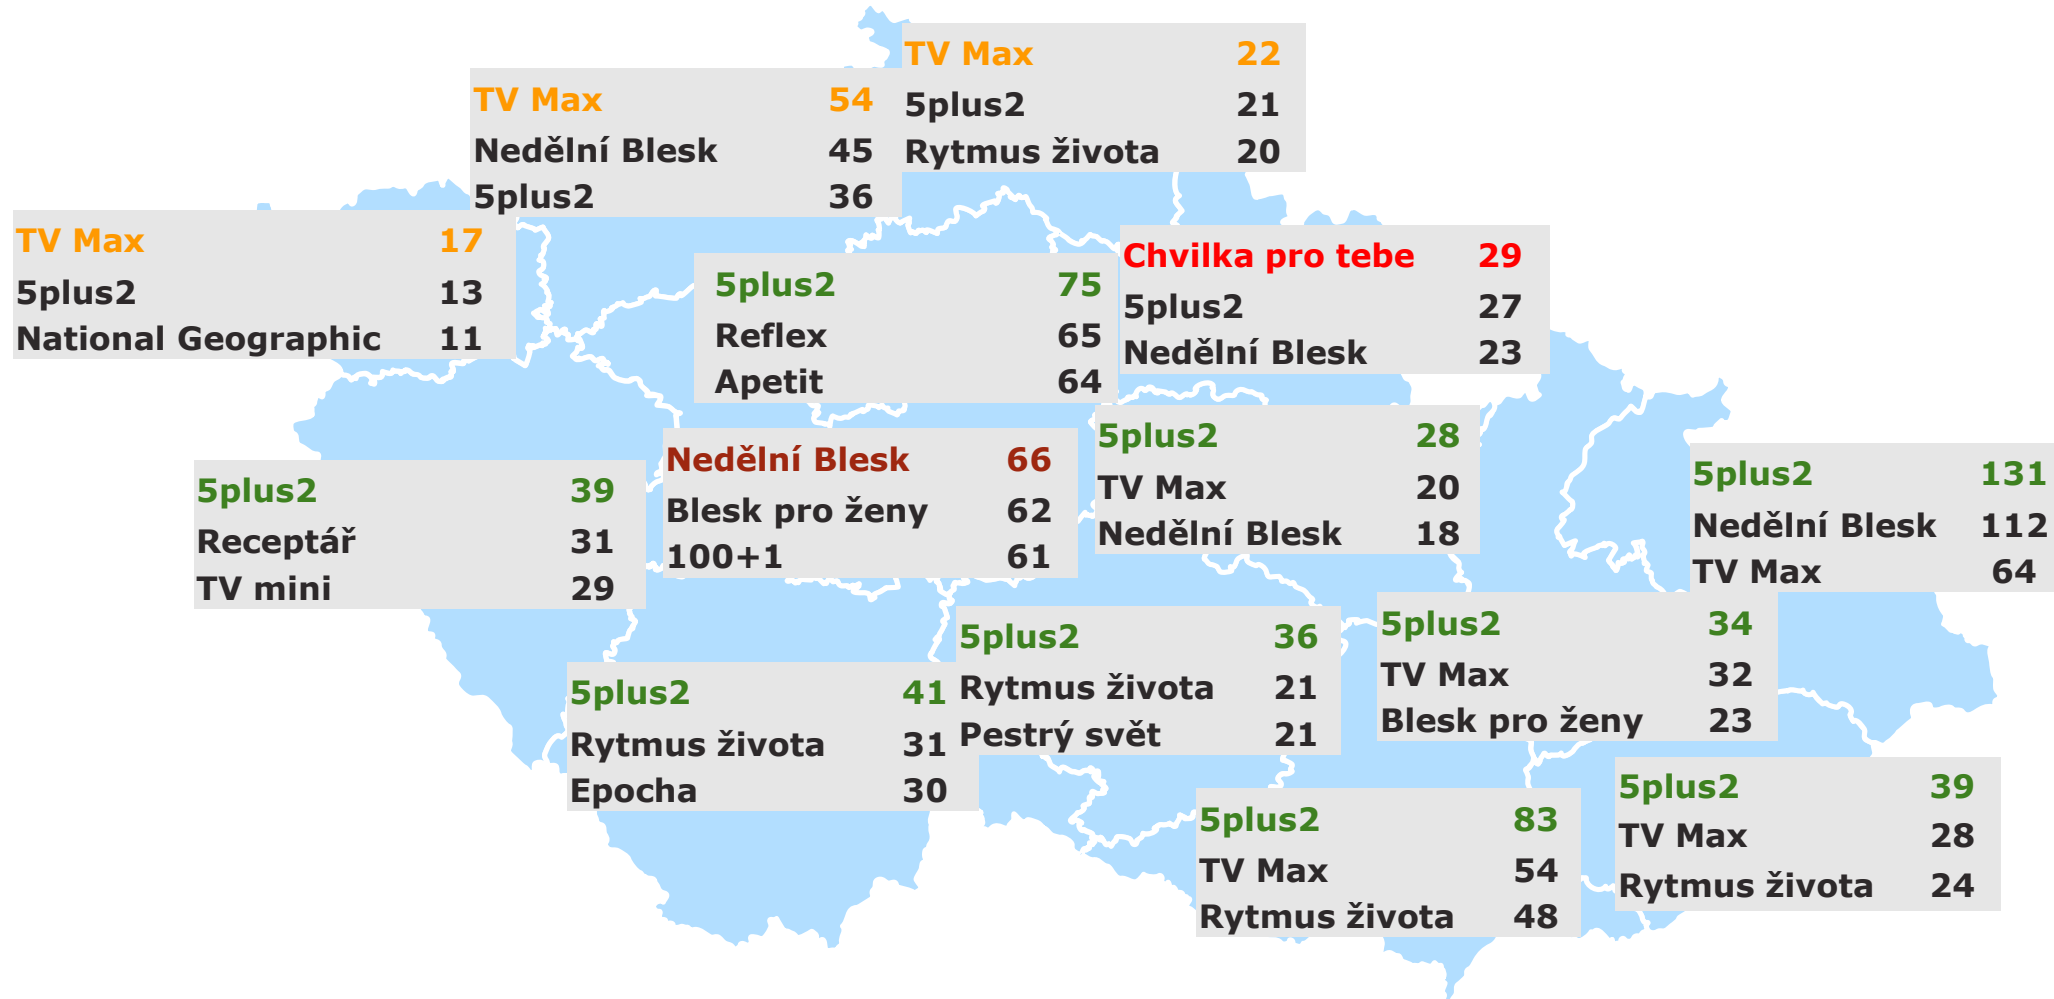 TV Max 22
5plus2 21
Rytmus života 20
TV Max 54
Nedělní Blesk 45
5plus2 36
TV Max 17
5plus2 13
National Geographic 11
5plus2 75
Reflex 65
Apetit 64
Chvilka pro tebe 29
5plus2 27
Nedělní Blesk 23
5plus2 39
Receptář 31
TV mini 29
Nedělní Blesk 66
Blesk pro ženy 62
100+1 61
5plus2 28
TV Max 20
Nedělní Blesk 18
5plus2 131
Nedělní Blesk 112
TV Max 64
5plus2 41
Rytmus života 31
Epocha 30
5plus2 36
Rytmus života 21
Pestrý svět 21
5plus2 34
TV Max 32
Blesk pro ženy 23
5plus2 83
TV Max 54
Rytmus života 48
5plus2 39
TV Max 28
Rytmus života 24